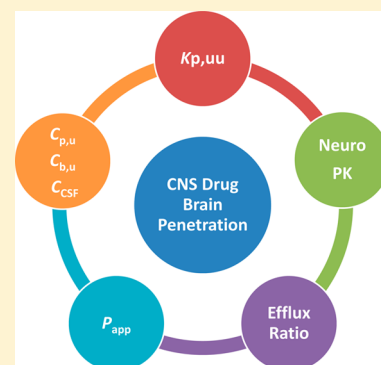 Kp,uu
Neuro
PK
Efflux
Ratio
Papp
Cp,u
Cb,u
CCSF
CNS Drug
Brain
Penetration